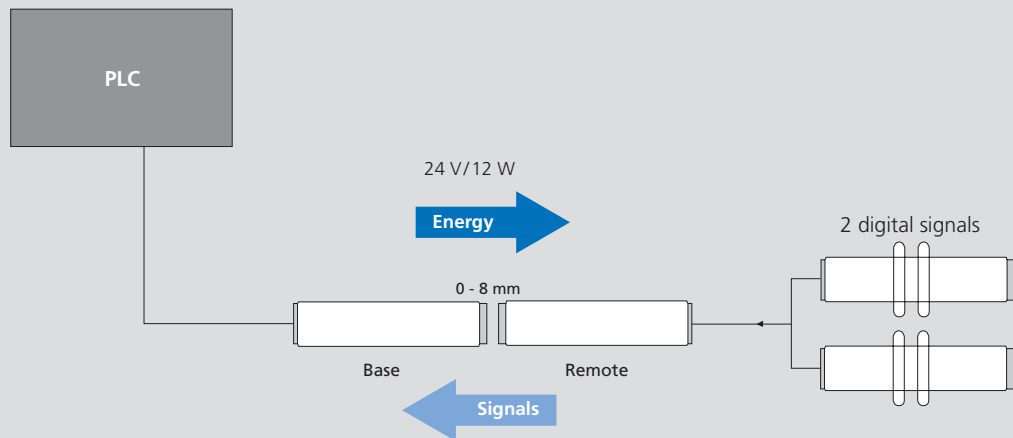 PLC
24 V/12 W
Energy
2 digital signals
0 - 8 mm
Base
Remote
Signals